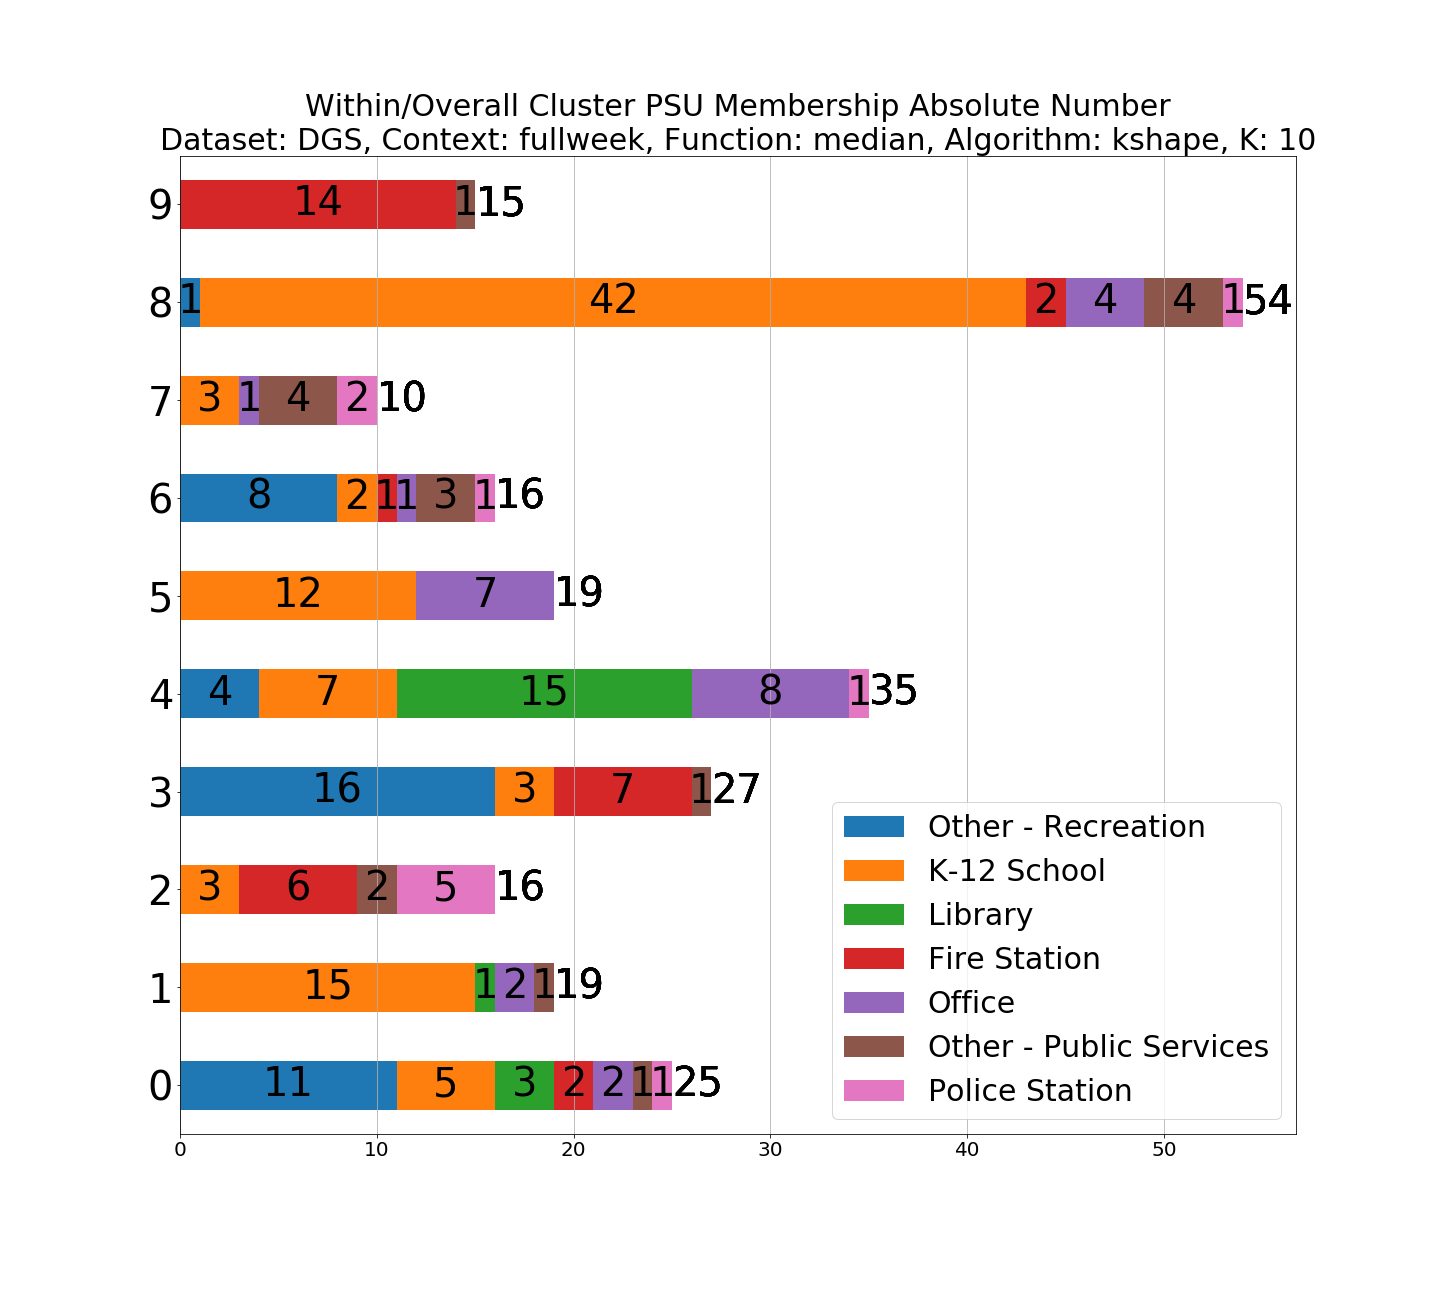 Within/Overall Cluster PSU Membership Absolute Number
Dataset: DGS, Context: fullweek, Function: median, Algorithm: kshape, K: 10
9 14 1 15
8 1 42 2 4 4 1 54
7 3 1 4 2 10
6 8 2 1 1 3 1 16
5 12 7 19
4 4 7 15 8 1 35
3 16 3 7 1 27
2 3 6 2 5 16
1 15 1 2 1 19
0 11 5 3 2 2 1 1 25
0 10 20 30 40 50
Other - Recreation
K-12 School
Library
Fire Station
Office
Other - Public Services
Police Station